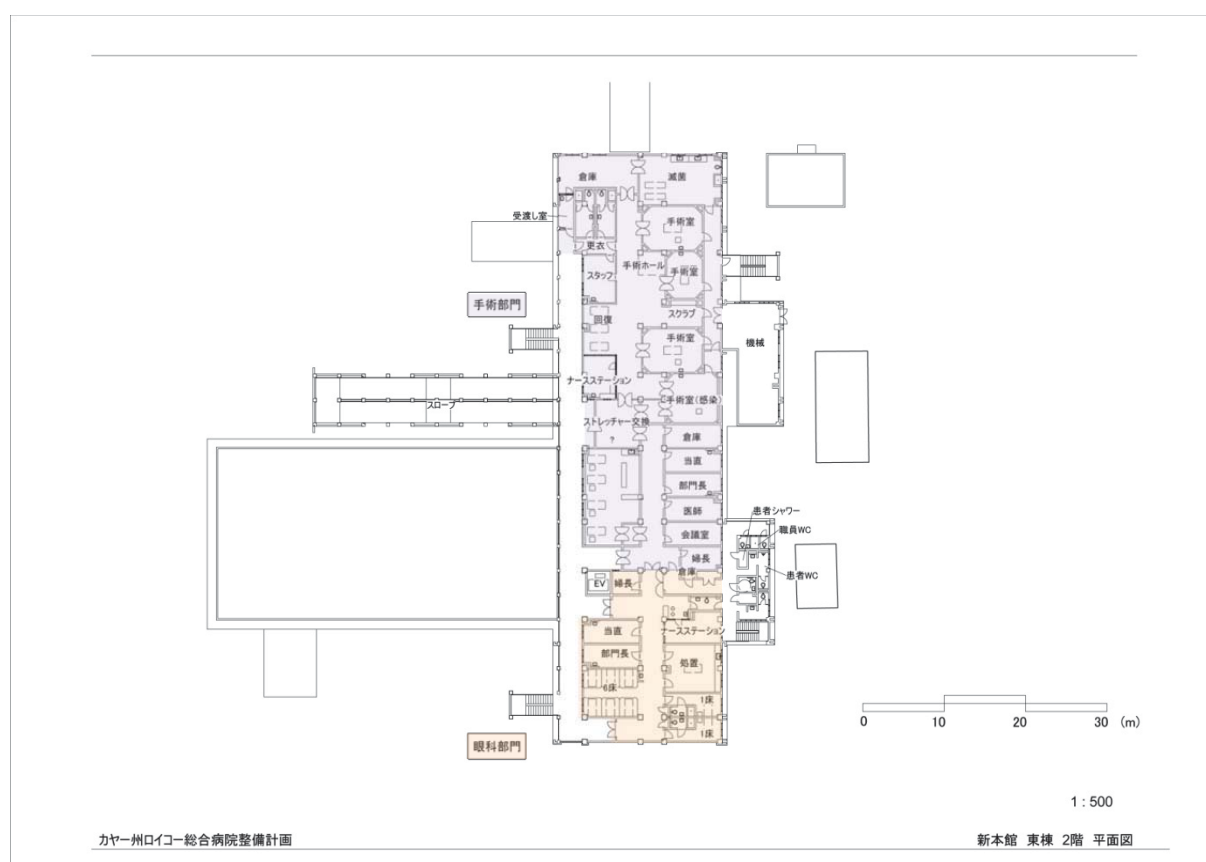 倉庫
滅菌
受渡し室
手術室
更衣
手術ホール
スタッフ
手術室
手術部門
回復
スクラブ
手術室
機械
ナースステーション
スロープ
手術室(感染)
ストレッチャー交換
?
倉庫
当直
部門長
医師
患者シャワー
職員WC
会議室
婦長
倉庫
患者WC
EV
婦長
当直
ナースステーション
部門長
処置
6床
1床
1床
眼科部門
0 10 20 30 (m)
1:500
カヤー州ロイコー総合病院整備計画
新本館 東棟 2階 平面図